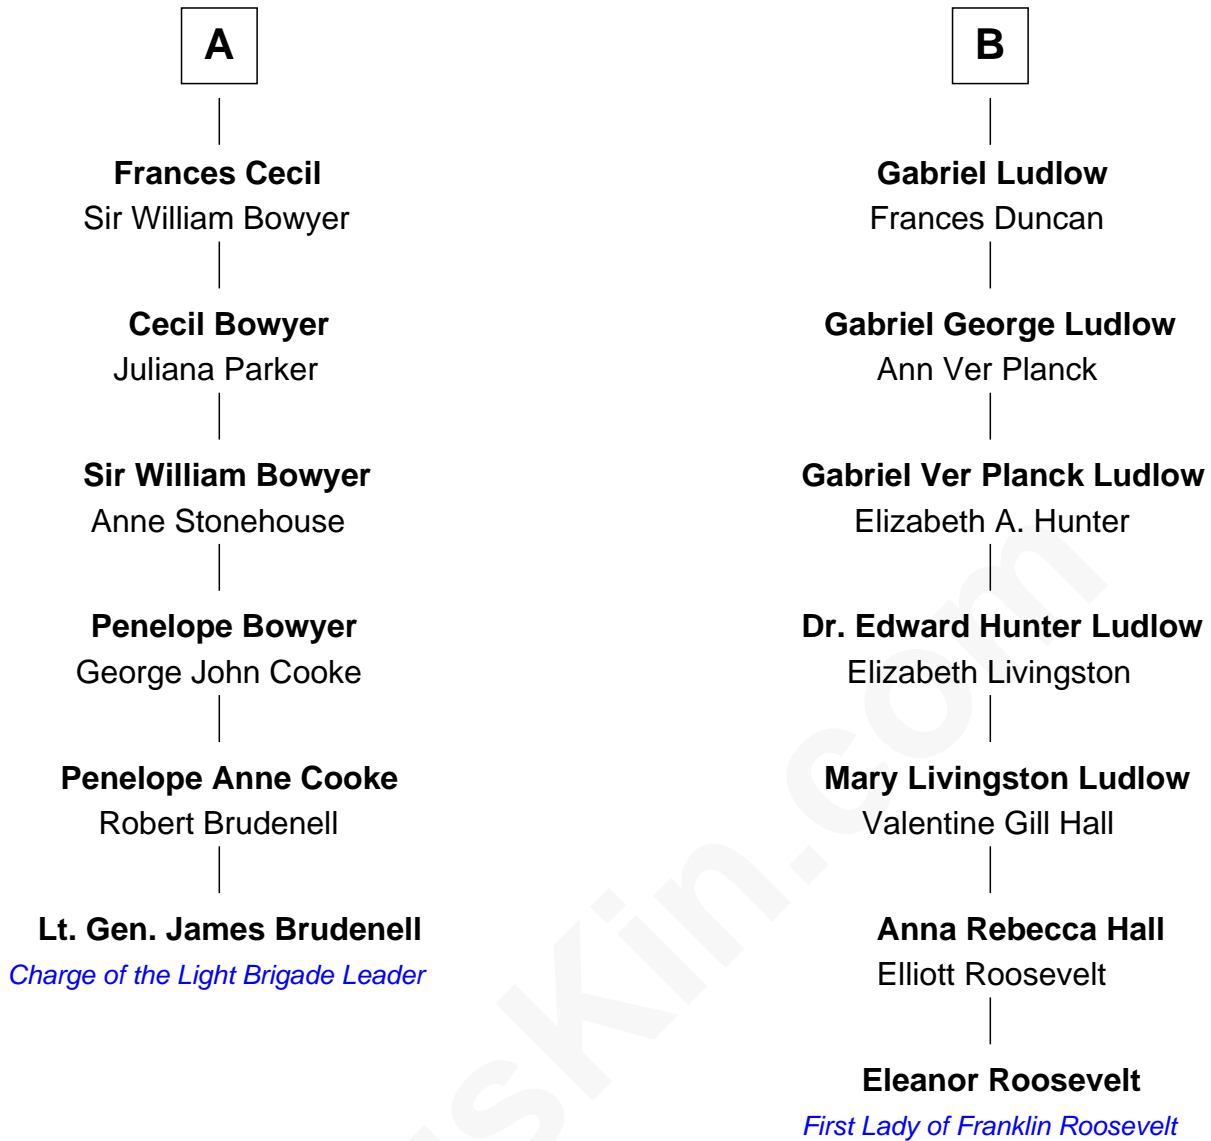 A
Frances Cecil
Sir William Bowyer
Cecil Bowyer
Juliana Parker
Sir William Bowyer
Anne Stonehouse
Penelope Bowyer
George John Cooke
Penelope Anne Cooke
Robert Brudenell
Lt. Gen. James Brudenell
Charge of the Light Brigade Leader
B
Gabriel Ludlow
Frances Duncan
Gabriel George Ludlow
Ann Ver Planck
Gabriel Ver Planck Ludlow
Elizabeth A. Hunter
Dr. Edward Hunter Ludlow
Elizabeth Livingston
Mary Livingston Ludlow
Valentine Gill Hall
Anna Rebecca Hall
Elliott Roosevelt
Eleanor Roosevelt
First Lady of Franklin Roosevelt
usKin.com